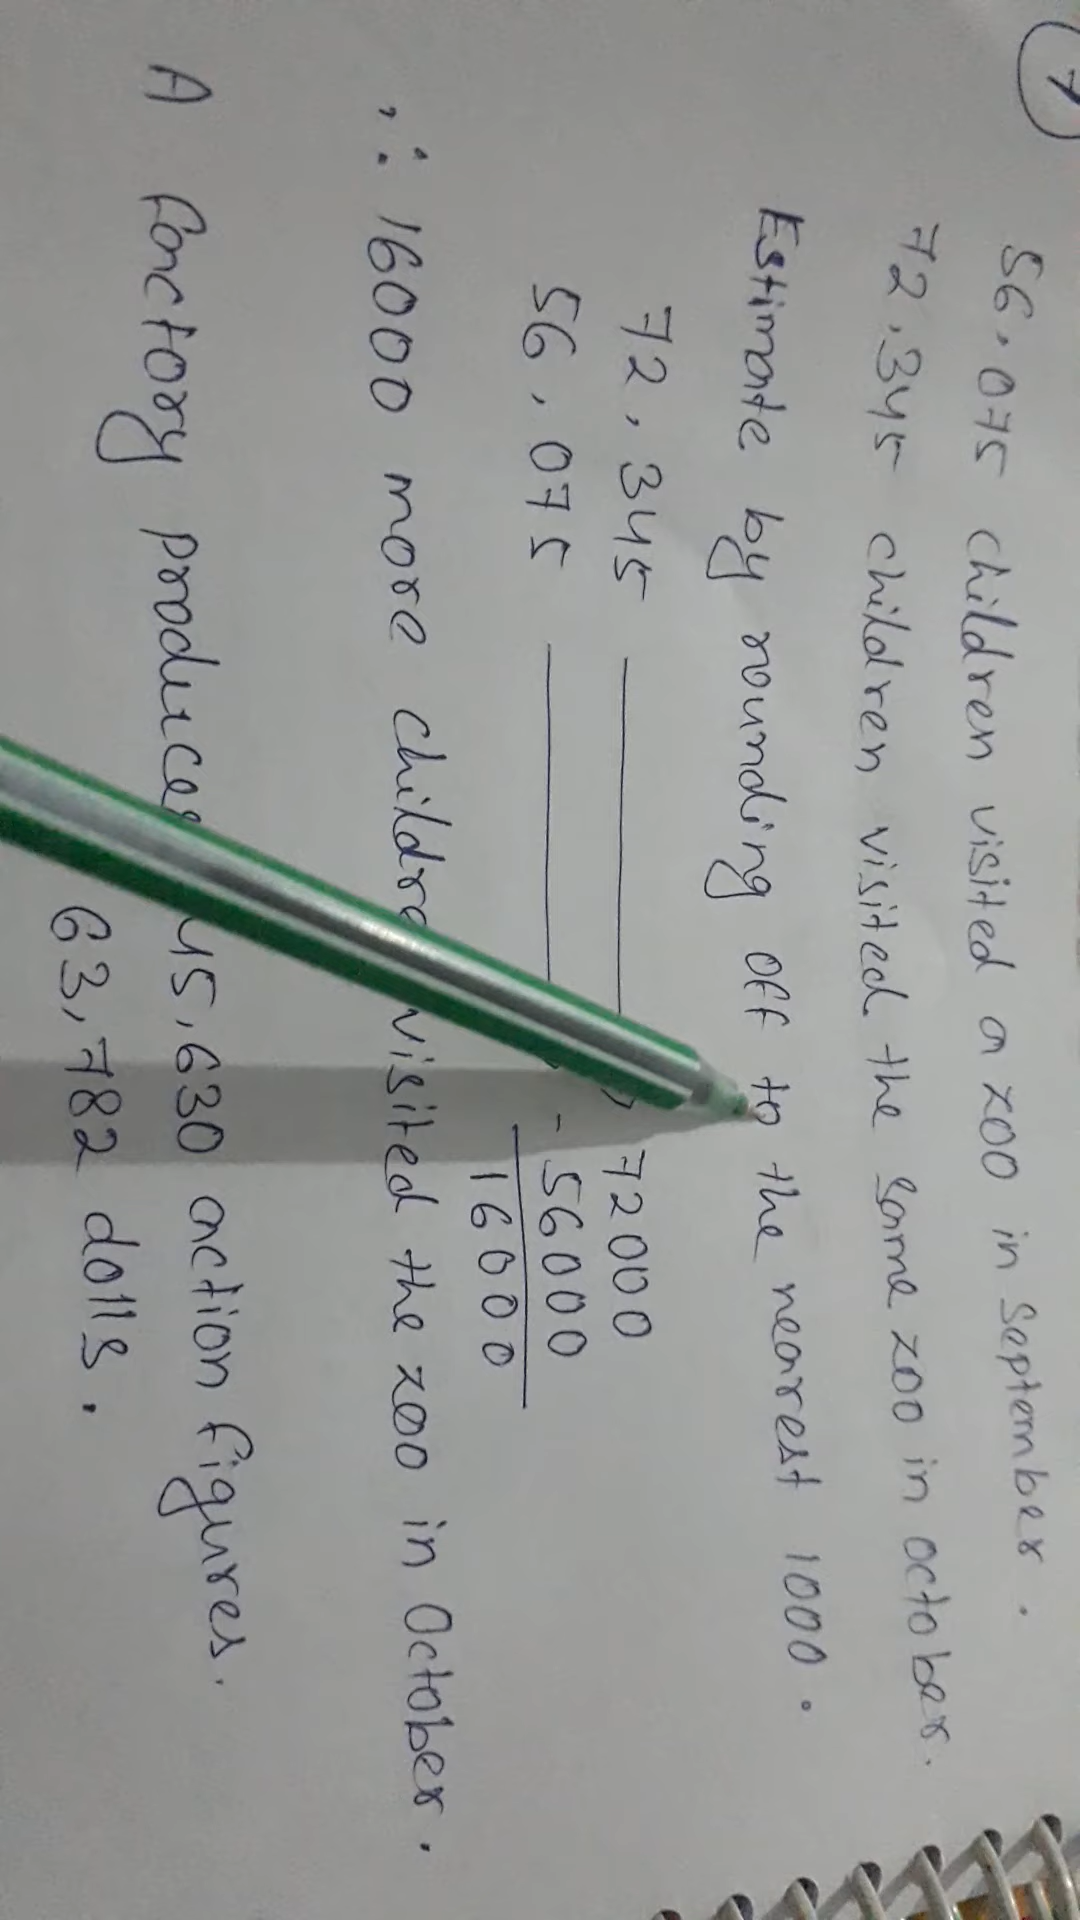 7
56,075 children visited a zoo in September.
72,345 children visited the same zoo in October.
Estimate by rounding off to the nearest 1000.
72,345 72000
56,075 - 56000
16000
∴ 16000 more visited the zoo in October.
A factory produces 45,630 action figures.
63,782 dolls.